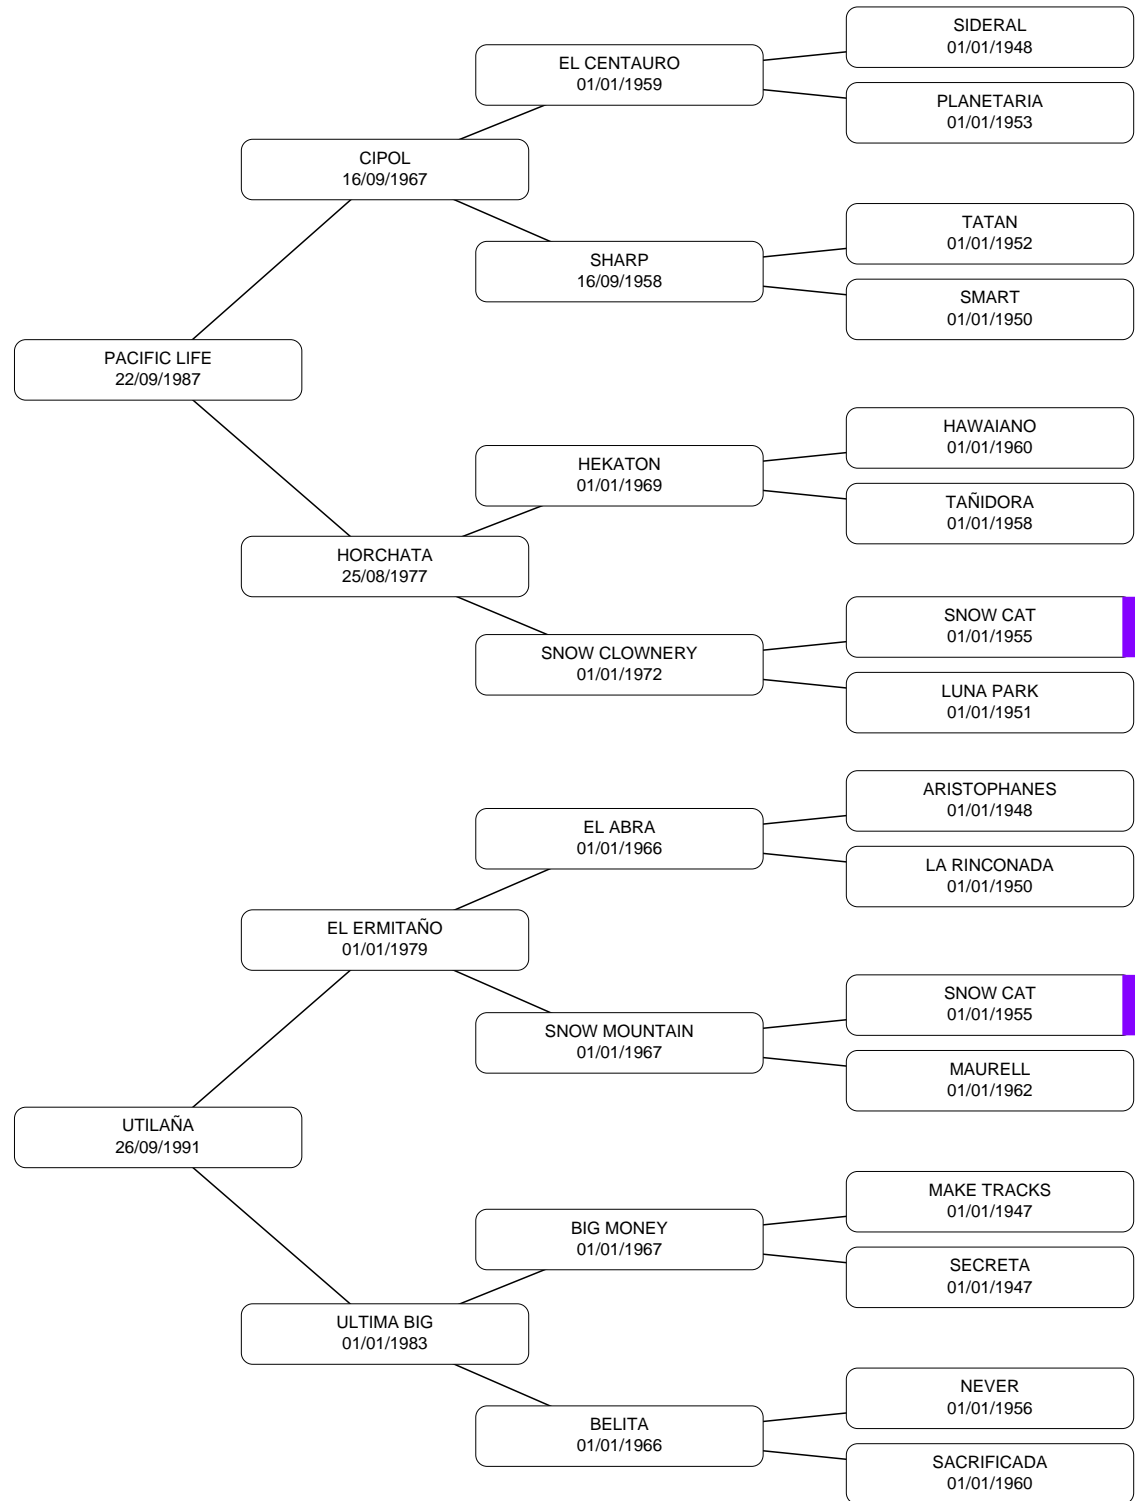 SIDERAL
01/01/1948
EL CENTAURO
01/01/1959
PLANETARIA
01/01/1953
CIPOL
16/09/1967
TATAN
01/01/1952
SHARP
16/09/1958
SMART
01/01/1950
PACIFIC LIFE
22/09/1987
HAWAIANO
01/01/1960
HEKATON
01/01/1969
TAÑIDORA
01/01/1958
HORCHATA
25/08/1977
SNOW CAT
01/01/1955
SNOW CLOWNERY
01/01/1972
LUNA PARK
01/01/1951
ARISTOPHANES
01/01/1948
EL ABRA
01/01/1966
LA RINCONADA
01/01/1950
EL ERMITAÑO
01/01/1979
SNOW CAT
01/01/1955
SNOW MOUNTAIN
01/01/1967
MAURELL
01/01/1962
UTILAÑA
26/09/1991
MAKE TRACKS
01/01/1947
BIG MONEY
01/01/1967
SECRETA
01/01/1947
ULTIMA BIG
01/01/1983
NEVER
01/01/1956
BELITA
01/01/1966
SACRIFICADA
01/01/1960